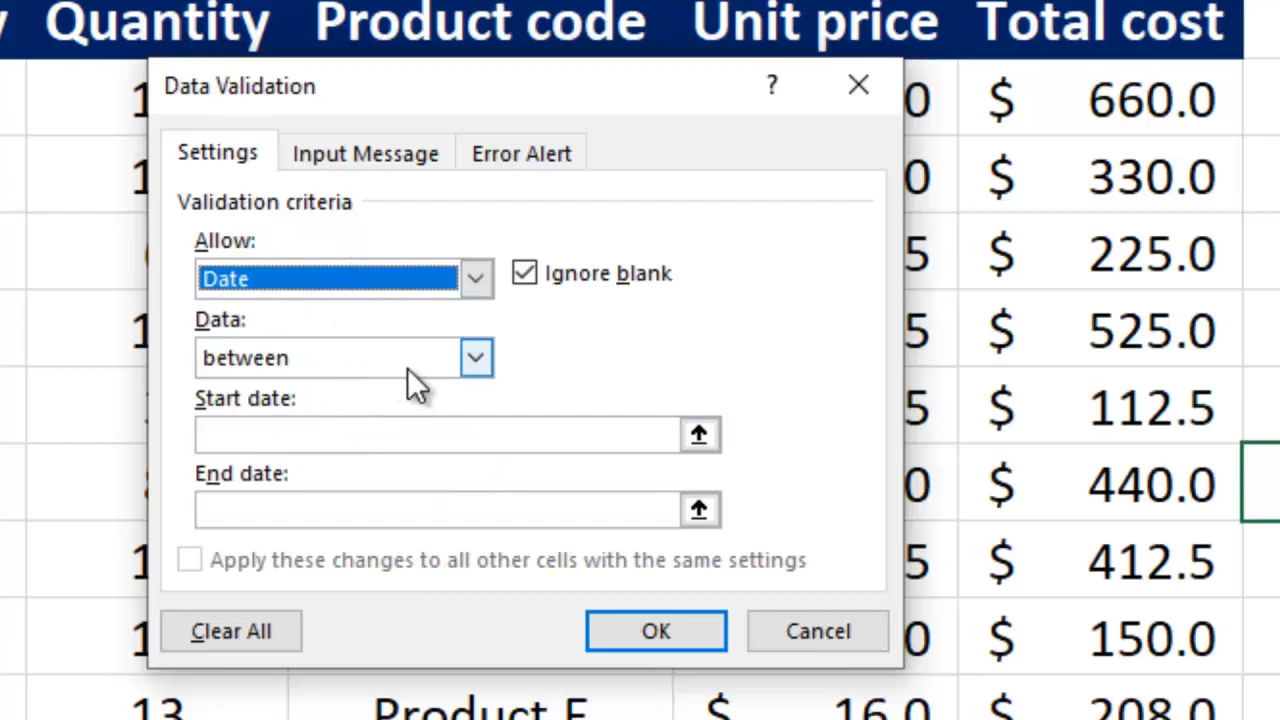 Quantity Product code Unit price Total cost
Data Validation ? 
Settings Input Message Error Alert
Validation criteria
Allow:
Date Ignore blank
Data:
between
Start date:
End date:
Apply these changes to all other cells with the same settings
Clear All OK Cancel
$ 660.0
$ 330.0
$ 225.0
$ 525.0
$ 112.5
$ 440.0
$ 412.5
$ 150.0
13 $ 16.0 $ 208.0